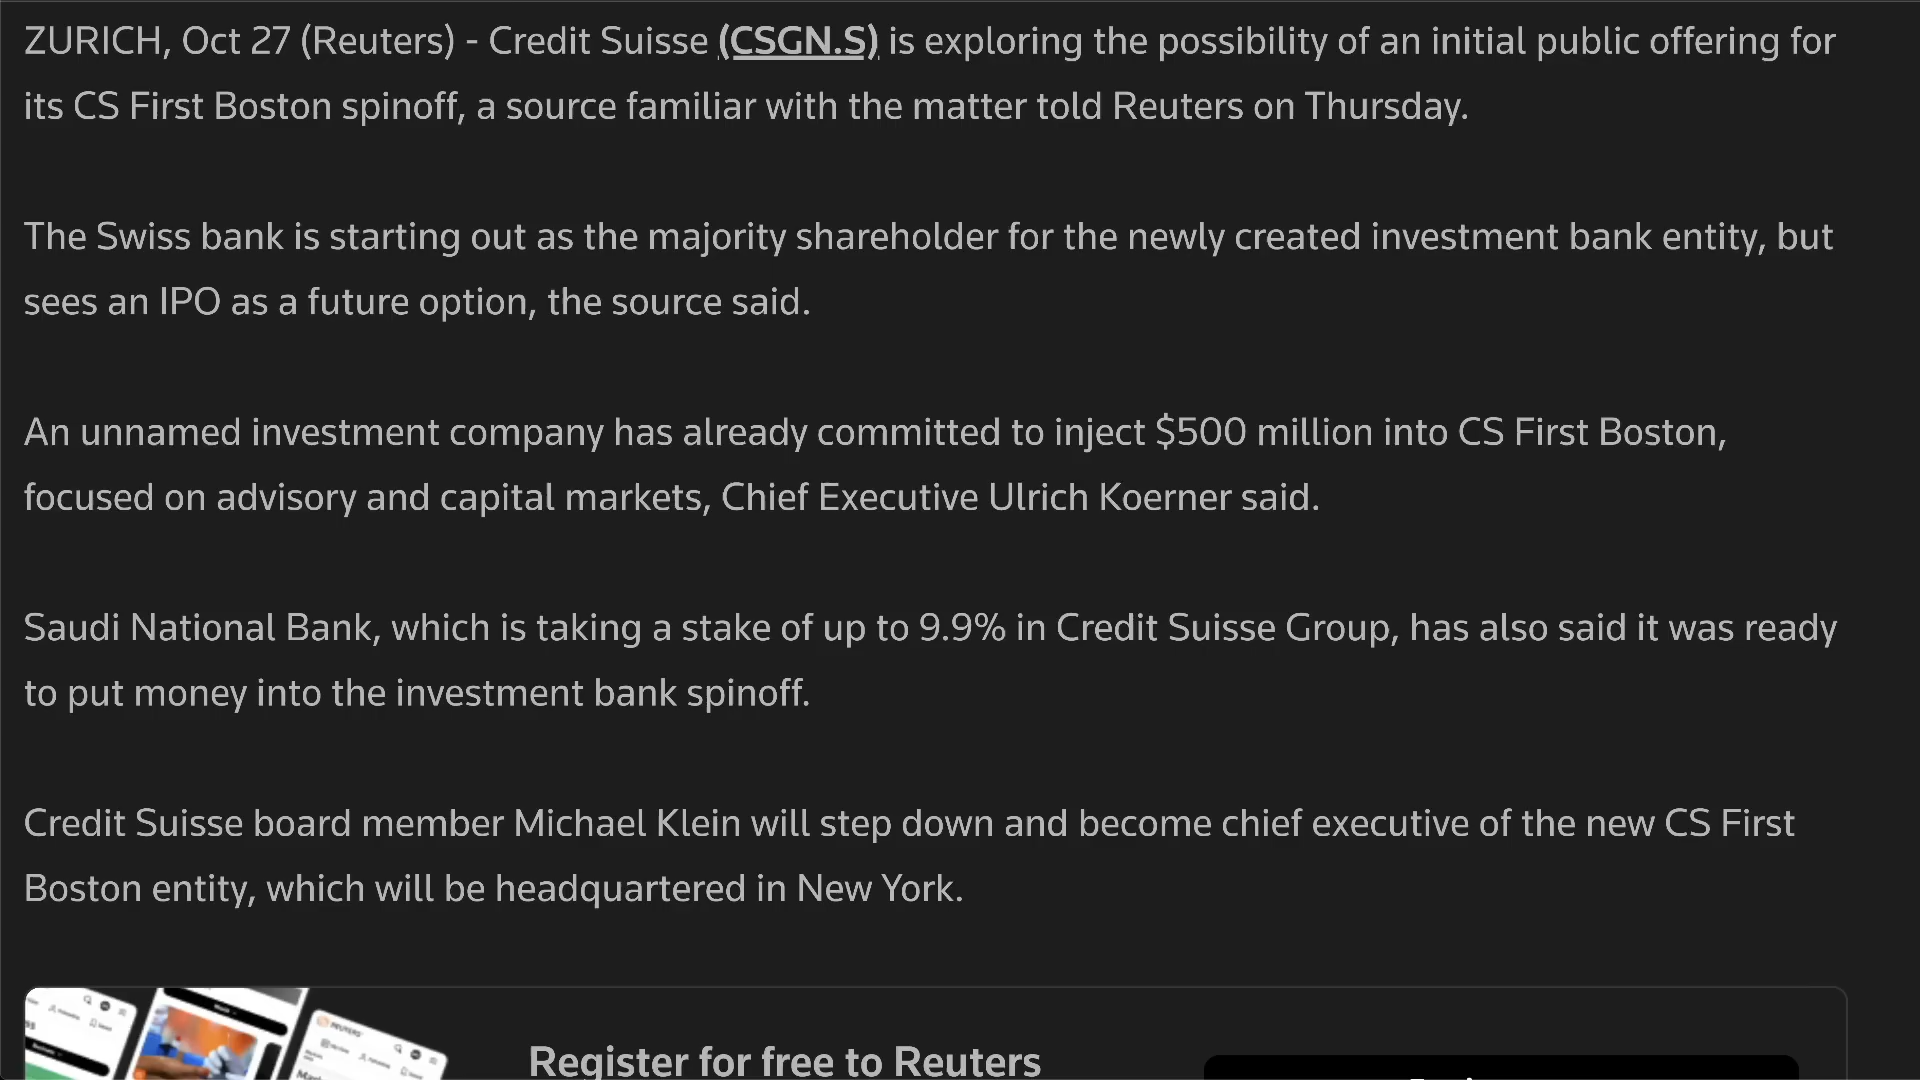 ZURICH, Oct 27 (Reuters) - Credit Suisse (CSGN.S) is exploring the possibility of an initial public offering for
its CS First Boston spinoff, a source familiar with the matter told Reuters on Thursday.
The Swiss bank is starting out as the majority shareholder for the newly created investment bank entity, but
sees an IPO as a future option, the source said.
An unnamed investment company has already committed to inject $500 million into CS First Boston,
focused on advisory and capital markets, Chief Executive Ulrich Koerner said.
Saudi National Bank, which is taking a stake of up to 9.9% in Credit Suisse Group, has also said it was ready
to put money into the investment bank spinoff.
Credit Suisse board member Michael Klein will step down and become chief executive of the new CS First
Boston entity, which will be headquartered in New York.
REUTERS
Register for free to Reuters